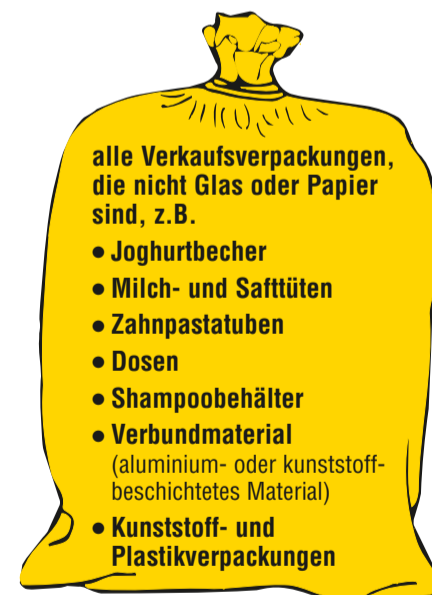 alle Verkaufsverpackungen,
die nicht Glas oder Papier
sind, z.B.
• Joghurtbecher
• Milch- und Safttüten
• Zahnpastatuben
• Dosen
• Shampoobehälter
• Verbundmaterial
(aluminium- oder kunststoff-
beschichtetes Material)
• Kunststoff- und
Plastikverpackungen